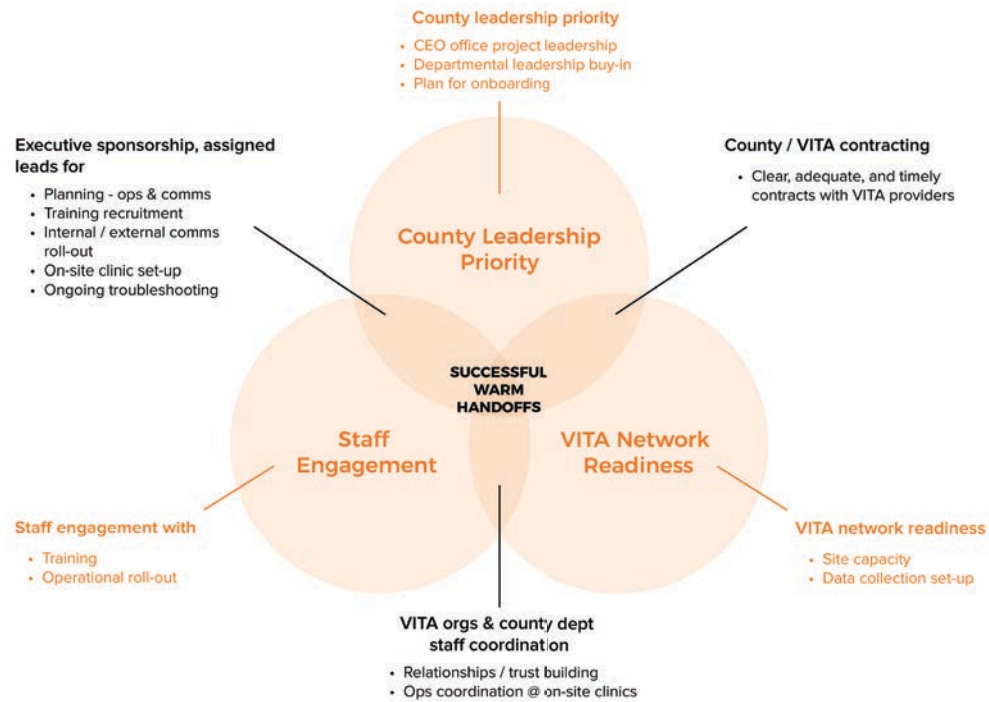 County leadership priority
• CEO office project leadership
• Departmental leadership buy-in
• Plan for onboarding
Executive sponsorship, assigned
leads for
• Planning - ops & comms
• Training recruitment
• Internal / external comms
roll-out
• On-site clinic set-up
• Ongoing troubleshooting
County / VITA contracting
• Clear, adequate, and timely
contracts with VITA providers
County Leadership
Priority
SUCCESSFUL
WARM
HANDOFFS
Staff
Engagement
VITA Network
Readiness
Staff engagement with
• Training
• Operational roll-out
VITA network readiness
• Site capacity
• Data collection set-up
VITA orgs & county dept
staff coordination
• Relationships / trust building
• Ops coordination @ on-site clinics